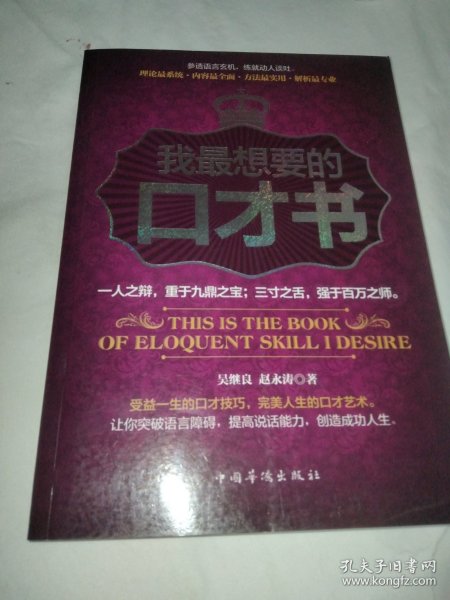 参透语言玄机,练就动人谈吐。
理论最系统·内容最全面·方法最实用·解析最专业
我最想要的
口才书
一人之辩,重于九鼎之宝;三寸之舌,强于百万之师。
THIS IS THE BOOK
OF ELOQUENT SKILL I DESIRE
吴继良 赵永涛◎著
受益一生的口才技巧,完美人生的口才艺术。
让你突破语言障碍,提高说话能力,创造成功人生。
中国华侨出版社
孔夫子旧书网
www.kongfz.com